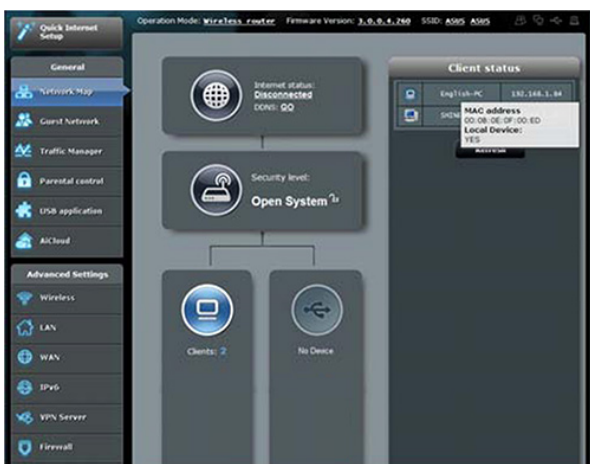 Quick Internet
Setup
Operation Mode: Wireless router Firmware Version: 3.0.0.4.260 SSID: ASUS ASUS
General
Network Map
Guest Network
Traffic Manager
Parental control
USB application
AiCloud
Advanced Settings
Wireless
LAN
WAN
IPv6
VPN Server
Firewall
Internet status:
Disconnected
DDNS: GO
Security level:
Open System
Clients: 2
No Device
Client status
English-PC 192.168.1.84
MAC address
00:08:0E:0F:00:ED
Local Device:
YES